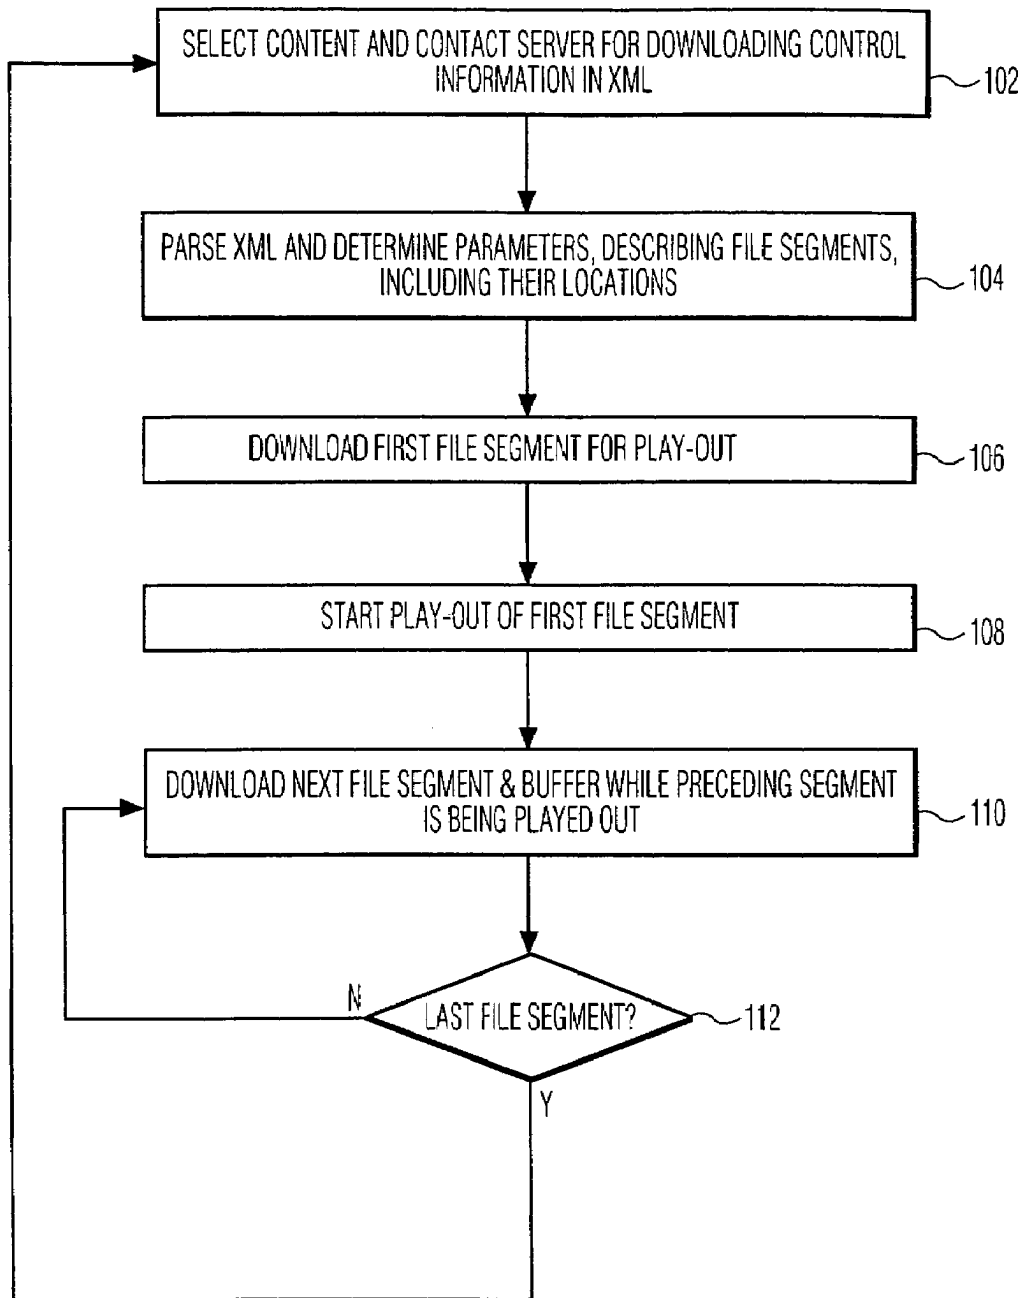 SELECT CONTENT AND CONTACT SERVER FOR DOWNLOADING CONTROL
INFORMATION IN XML
102
PARSE XML AND DETERMINE PARAMETERS, DESCRIBING FILE SEGMENTS,
INCLUDING THEIR LOCATIONS
104
DOWNLOAD FIRST FILE SEGMENT FOR PLAY-OUT
106
START PLAY-OUT OF FIRST FILE SEGMENT
108
DOWNLOAD NEXT FILE SEGMENT & BUFFER WHILE PRECEDING SEGMENT
IS BEING PLAYED OUT
110
N
LAST FILE SEGMENT?
112
Y